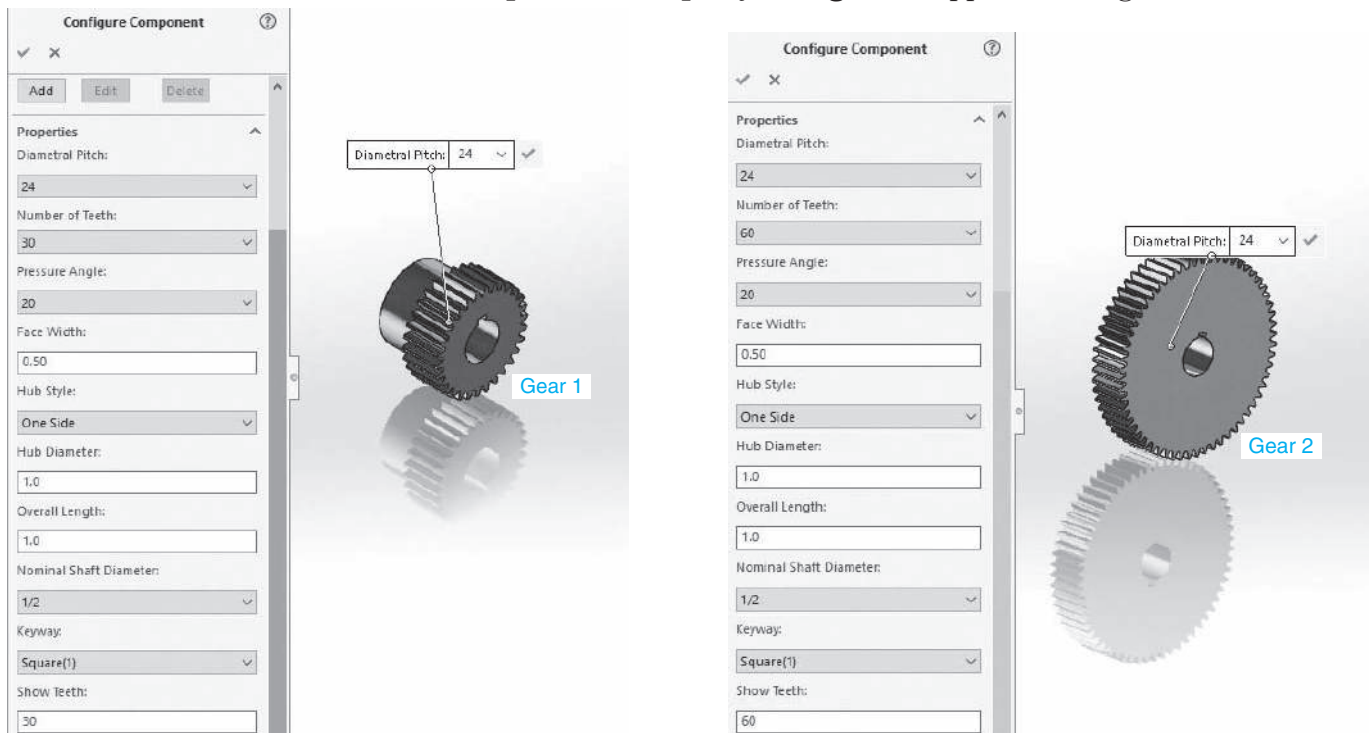 Configure Component
Add Edit Delete
Properties
Diametral Pitch:
24
Number of Teeth:
30
Pressure Angle:
20
Face Width:
0.50
Hub Style:
One Side
Hub Diameter:
1.0
Overall Length:
1.0
Nominal Shaft Diameter:
1/2
Keyway:
Square(1)
Show Teeth:
30
Diametral Pitch: 24
Gear 1
Configure Component
Properties
Diametral Pitch:
24
Number of Teeth:
60
Pressure Angle:
20
Face Width:
0.50
Hub Style:
One Side
Hub Diameter:
1.0
Overall Length:
1.0
Nominal Shaft Diameter:
1/2
Keyway:
Square(1)
Show Teeth:
60
Diametral Pitch: 24
Gear 2